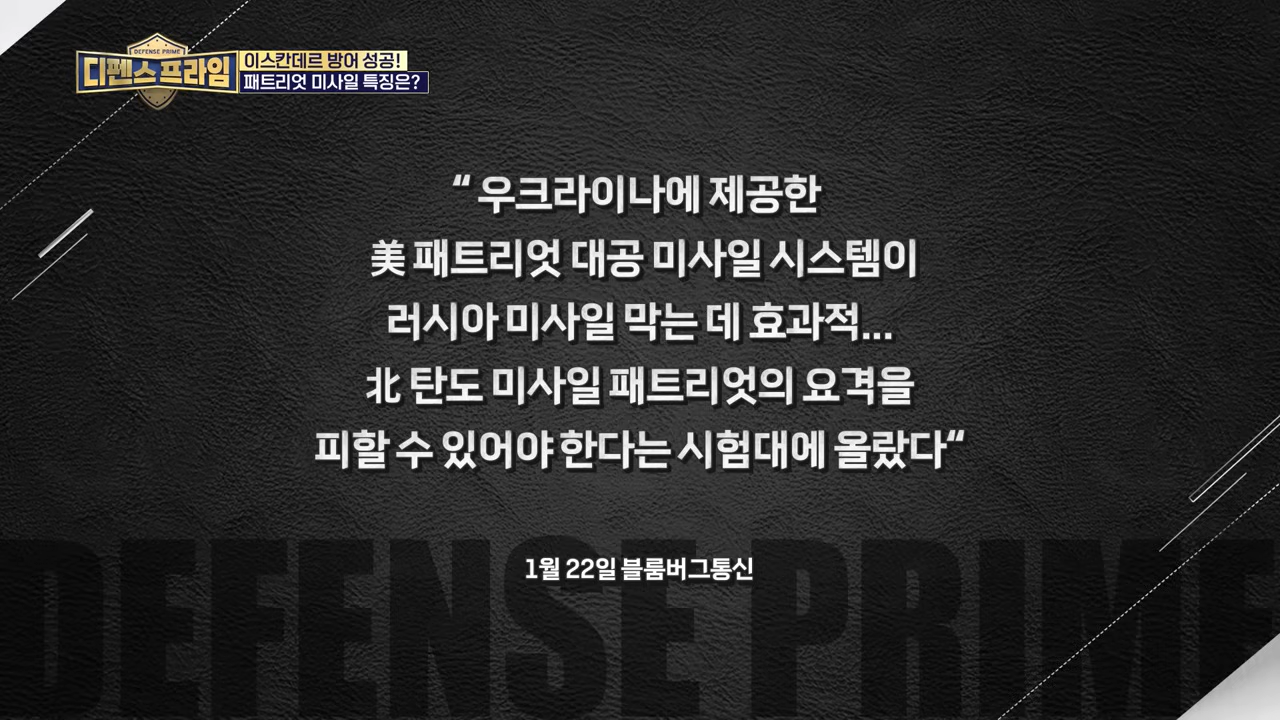 DEFENSE PRIME
디펜스 프라임
이스칸데르 방어 성공!
패트리엇 미사일 특징은?
“ 우크라이나에 제공한
美 패트리엇 대공 미사일 시스템이
러시아 미사일 막는 데 효과적...
北 탄도 미사일 패트리엇의 요격을
피할 수 있어야 한다는 시험대에 올랐다“
1월 22일 블룸버그통신
DEFENSE PRIME